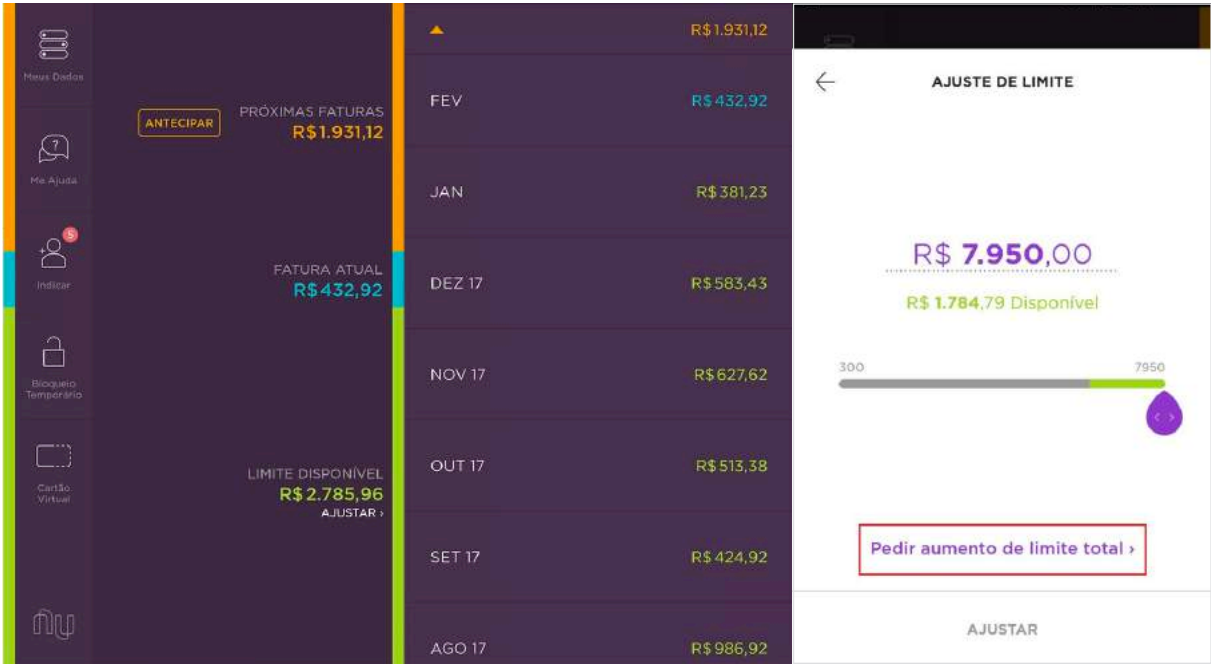 Meus Dados
Me Ajuda
5
Indicar
Bloqueio
Temporário
Cartão
Virtual
nu
ANTECIPAR
PRÓXIMAS FATURAS
R$1.931,12
FATURA ATUAL
R$432,92
LIMITE DISPONÍVEL
R$2.785,96
AJUSTAR ›
R$1.931,12
FEV R$432,92
JAN R$381,23
DEZ 17 R$583,43
NOV 17 R$627,62
OUT 17 R$513,38
SET 17 R$424,92
AGO 17 R$986,92
AJUSTE DE LIMITE
R$ 7.950,00
R$ 1.784,79 Disponível
300 7950
Pedir aumento de limite total ›
AJUSTAR